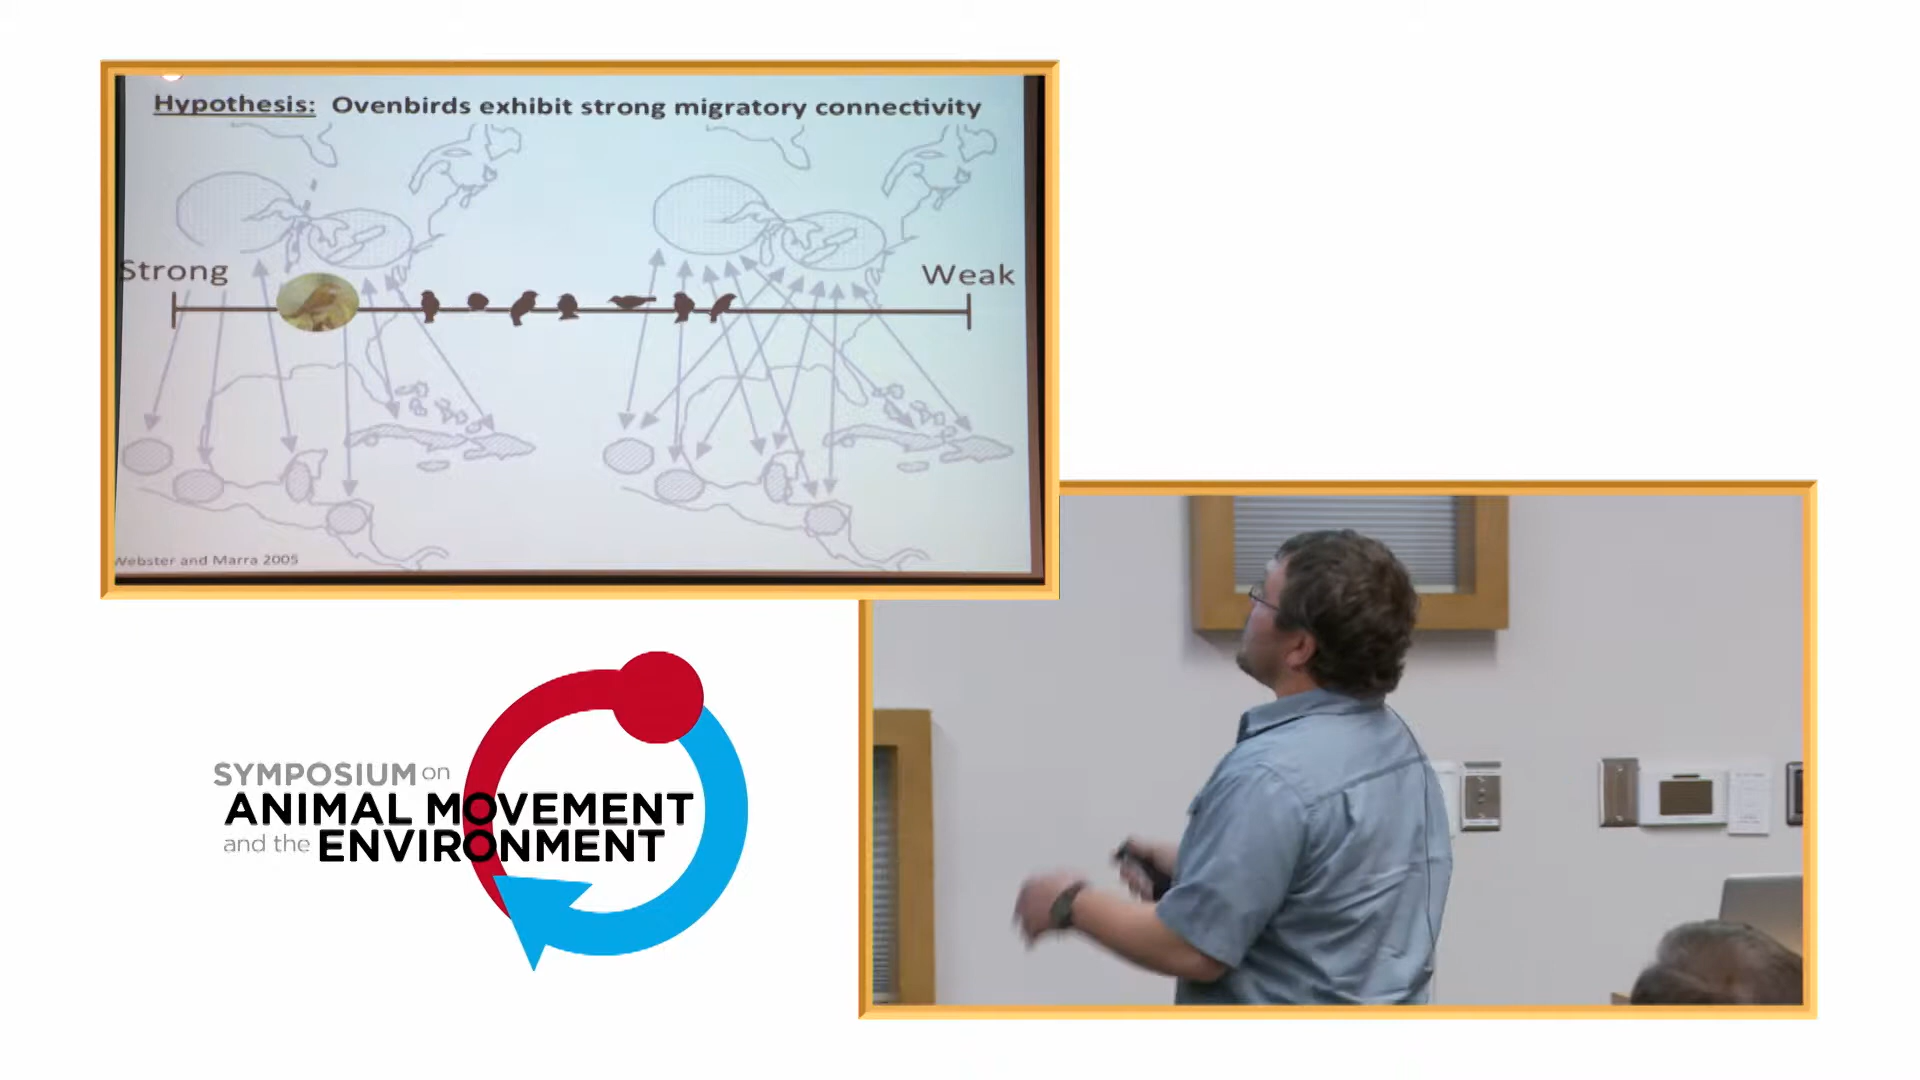 Hypothesis: Ovenbirds exhibit strong migratory connectivity
Strong
Weak
Webster and Marra 2005
SYMPOSIUM on
ANIMAL MOVEMENT
and the ENVIRONMENT